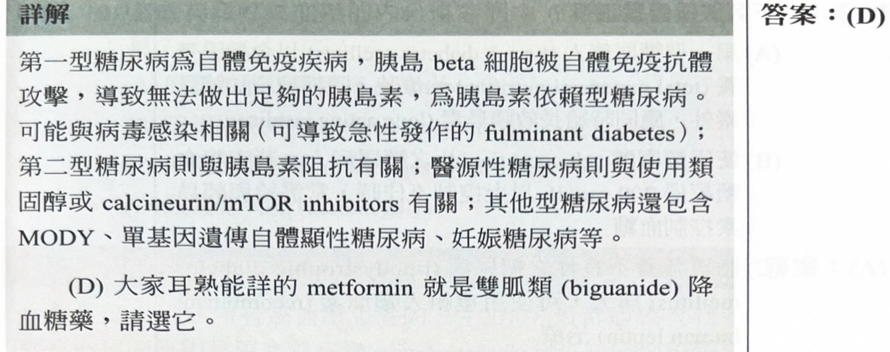 詳解
答案：(D)
第一型糖尿病為自體免疫疾病，胰島 beta 細胞被自體免疫抗體
攻擊，導致無法做出足夠的胰島素，為胰島素依賴型糖尿病。
可能與病毒感染相關（可導致急性發作的 fulminant diabetes）；
第二型糖尿病則與胰島素阻抗有關；醫源性糖尿病則與使用類
固醇或 calcineurin/mTOR inhibitors 有關；其他型糖尿病還包含
MODY、單基因遺傳自體顯性糖尿病、妊娠糖尿病等。
(D) 大家耳熟能詳的 metformin 就是雙胍類 (biguanide) 降
血糖藥，請選它。